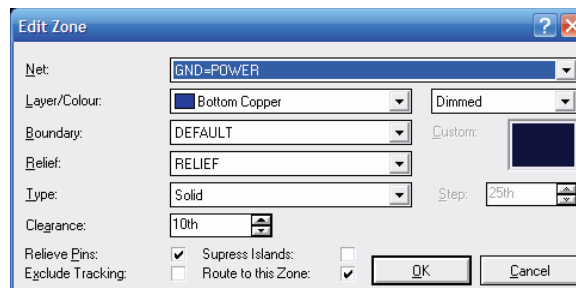 Edit Zone
Net: GND=POWER
Layer/Colour: Bottom Copper Dimmed
Boundary: DEFAULT Custom:
Relief: RELIEF
Type: Solid Step: 25th
Clearance: 10th
Relieve Pins: Supress Islands:
Exclude Tracking: Route to this Zone: OK Cancel